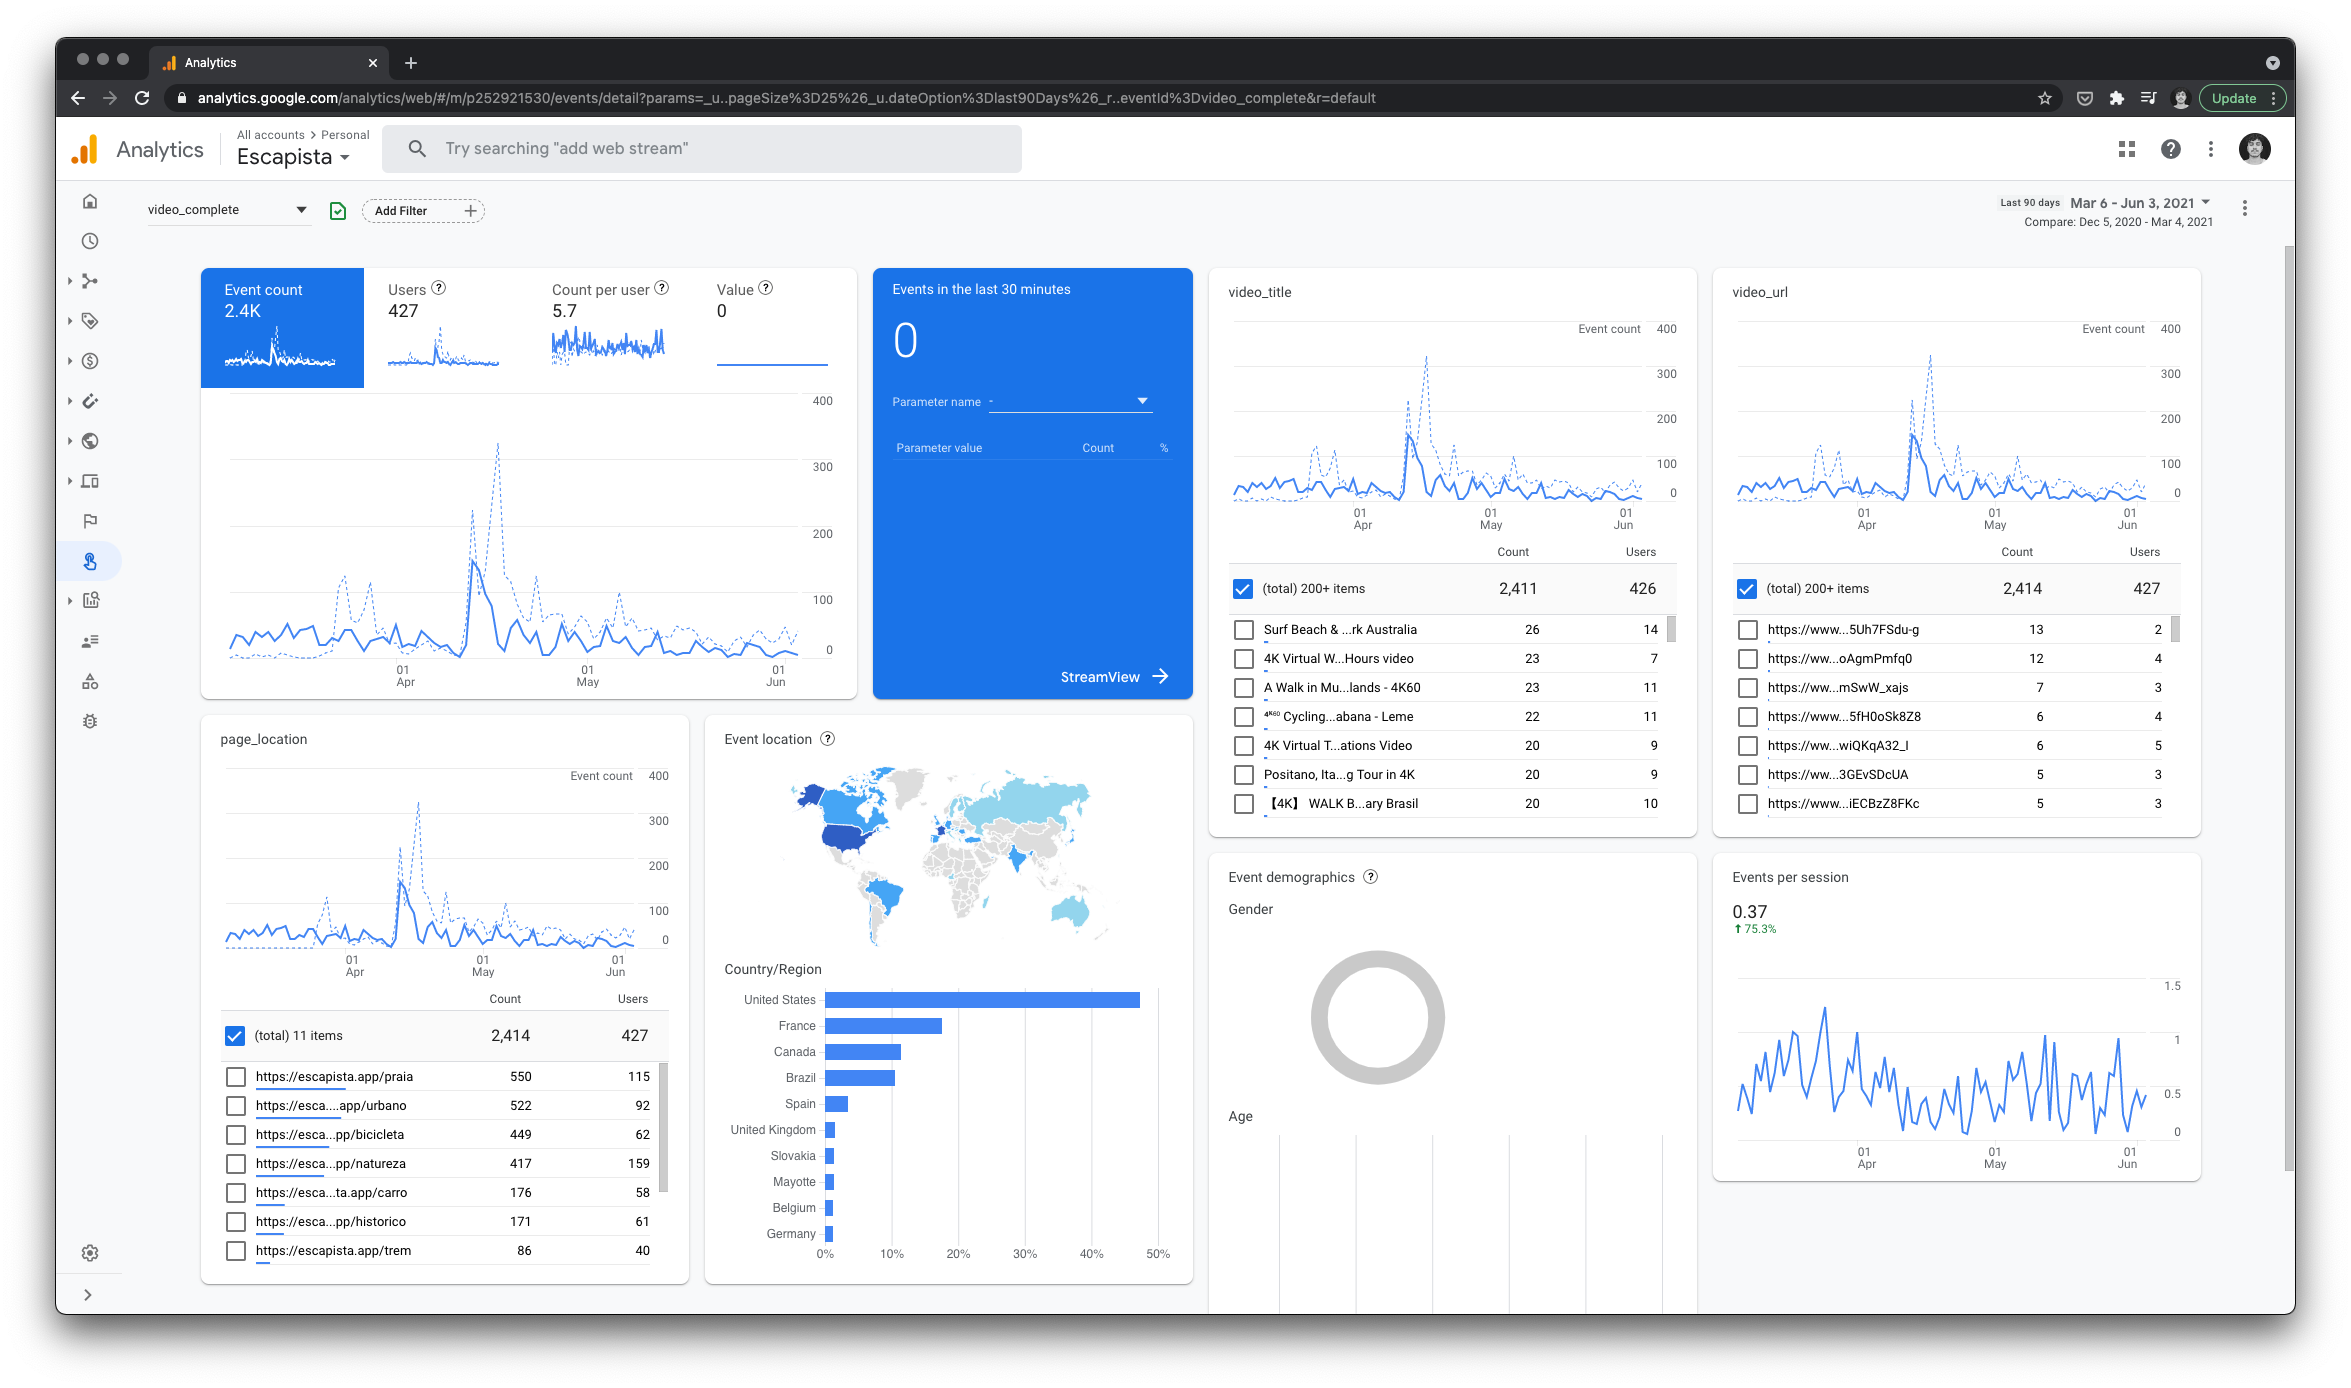 Analytics
analytics.google.com/analytics/web/#/m/p252921530/events/detail?params=_u..pageSize%3D25%26_u.dateOption%3Dlast90Days%26_r..eventId%3Dvideo_complete&r=default
Update
Analytics
All accounts > Personal
Escapista
Try searching "add web stream"
video_complete
Add Filter
Last 90 days Mar 6 - Jun 3, 2021
Compare: Dec 5, 2020 - Mar 4, 2021
Event count
2.4K
Users
427
Count per user
5.7
Value
0
400
300
200
100
0
01 Apr
01 May
01 Jun
Events in the last 30 minutes
0
Parameter name -
Parameter value Count %
StreamView
video_title
Event count 400
300
200
100
0
01 Apr
01 May
01 Jun
Count Users
(total) 200+ items 2,411 426
Surf Beach & ...rk Australia 26 14
4K Virtual W...Hours video 23 7
A Walk in Mu...lands - 4K60 23 11
⁴ᴷ⁶⁰ Cycling...abana - Leme 22 11
4K Virtual T...ations Video 20 9
Positano, Ita...g Tour in 4K 20 9
【4K】 WALK B...ary Brasil 20 10
video_url
Event count 400
300
200
100
0
01 Apr
01 May
01 Jun
Count Users
(total) 200+ items 2,414 427
https://www...5Uh7FSdu-g 13 2
https://ww...oAgmPmfq0 12 4
https://ww...mSwW_xajs 7 3
https://www...5fH0oSk8Z8 6 4
https://ww...wiQKqA32_I 6 5
https://ww...3GEvSDcUA 5 3
https://www...iECBzZ8FKc 5 3
page_location
Event count 400
300
200
100
0
01 Apr
01 May
01 Jun
Count Users
(total) 11 items 2,414 427
https://escapista.app/praia 550 115
https://esca....app/urbano 522 92
https://esca...pp/bicicleta 449 62
https://esca...pp/natureza 417 159
https://esca...ta.app/carro 176 58
https://esca...pp/historico 171 61
https://escapista.app/trem 86 40
Event location
Country/Region
United States
France
Canada
Brazil
Spain
United Kingdom
Slovakia
Mayotte
Belgium
Germany
0% 10% 20% 30% 40% 50%
Event demographics
Gender
Age
Events per session
0.37
75.3%
1.5
1
0.5
0
01 Apr
01 May
01 Jun